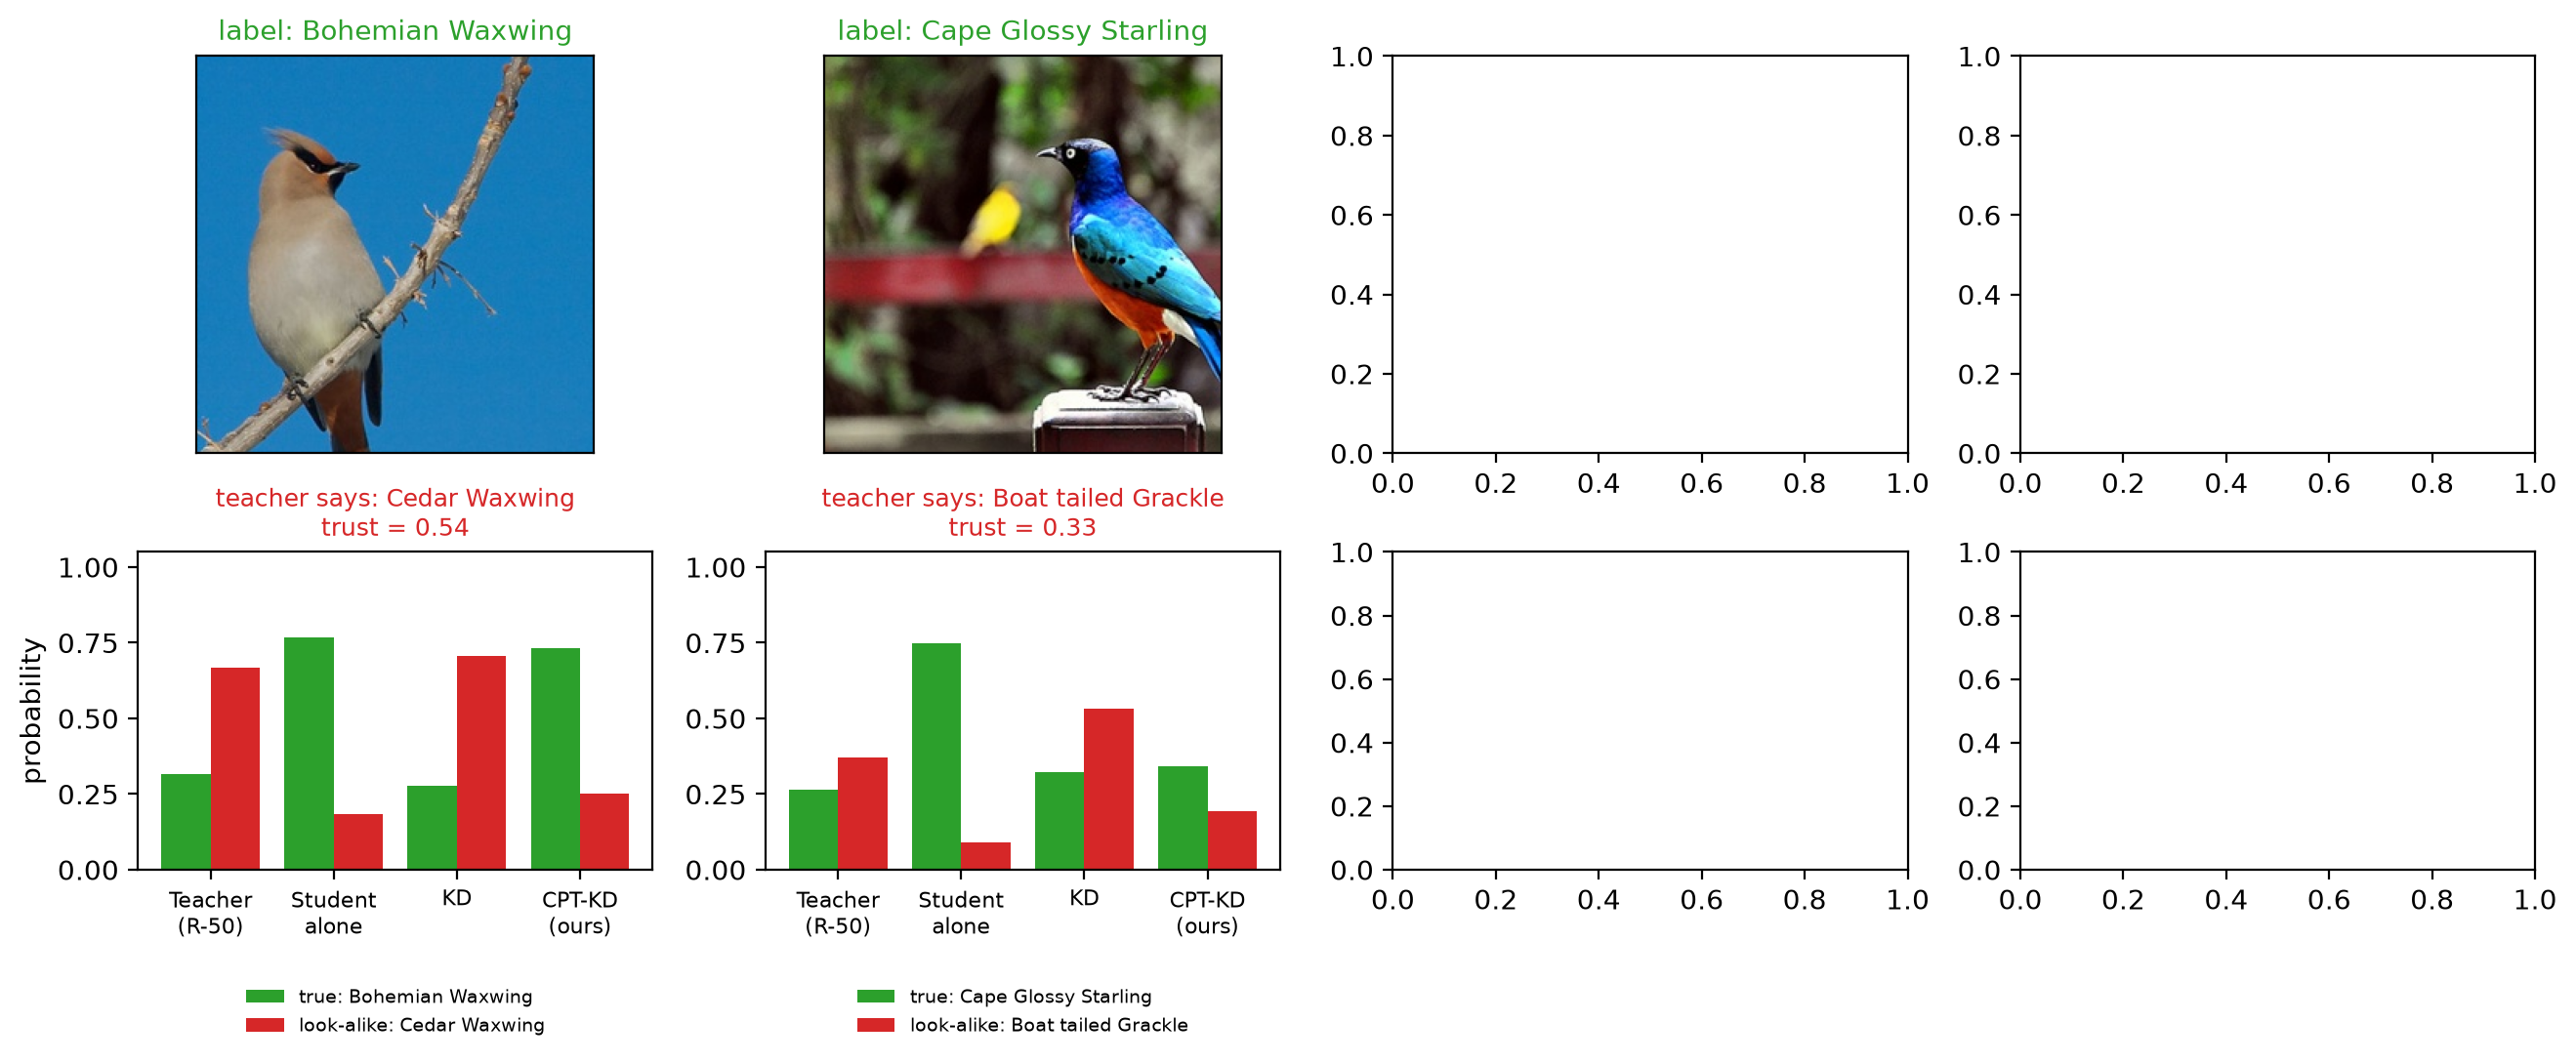 label: Bohemian Waxwing
label: Cape Glossy Starling
1.0
0.8
0.6
0.4
0.2
0.0
0.0 0.2 0.4 0.6 0.8 1.0
1.0
0.8
0.6
0.4
0.2
0.0
0.0 0.2 0.4 0.6 0.8 1.0
teacher says: Cedar Waxwing
trust = 0.54
probability
1.00
0.75
0.50
0.25
0.00
Teacher (R-50)
Student alone
KD
CPT-KD (ours)
true: Bohemian Waxwing
look-alike: Cedar Waxwing
teacher says: Boat tailed Grackle
trust = 0.33
1.00
0.75
0.50
0.25
0.00
Teacher (R-50)
Student alone
KD
CPT-KD (ours)
true: Cape Glossy Starling
look-alike: Boat tailed Grackle
1.0
0.8
0.6
0.4
0.2
0.0
0.0 0.2 0.4 0.6 0.8 1.0
1.0
0.8
0.6
0.4
0.2
0.0
0.0 0.2 0.4 0.6 0.8 1.0